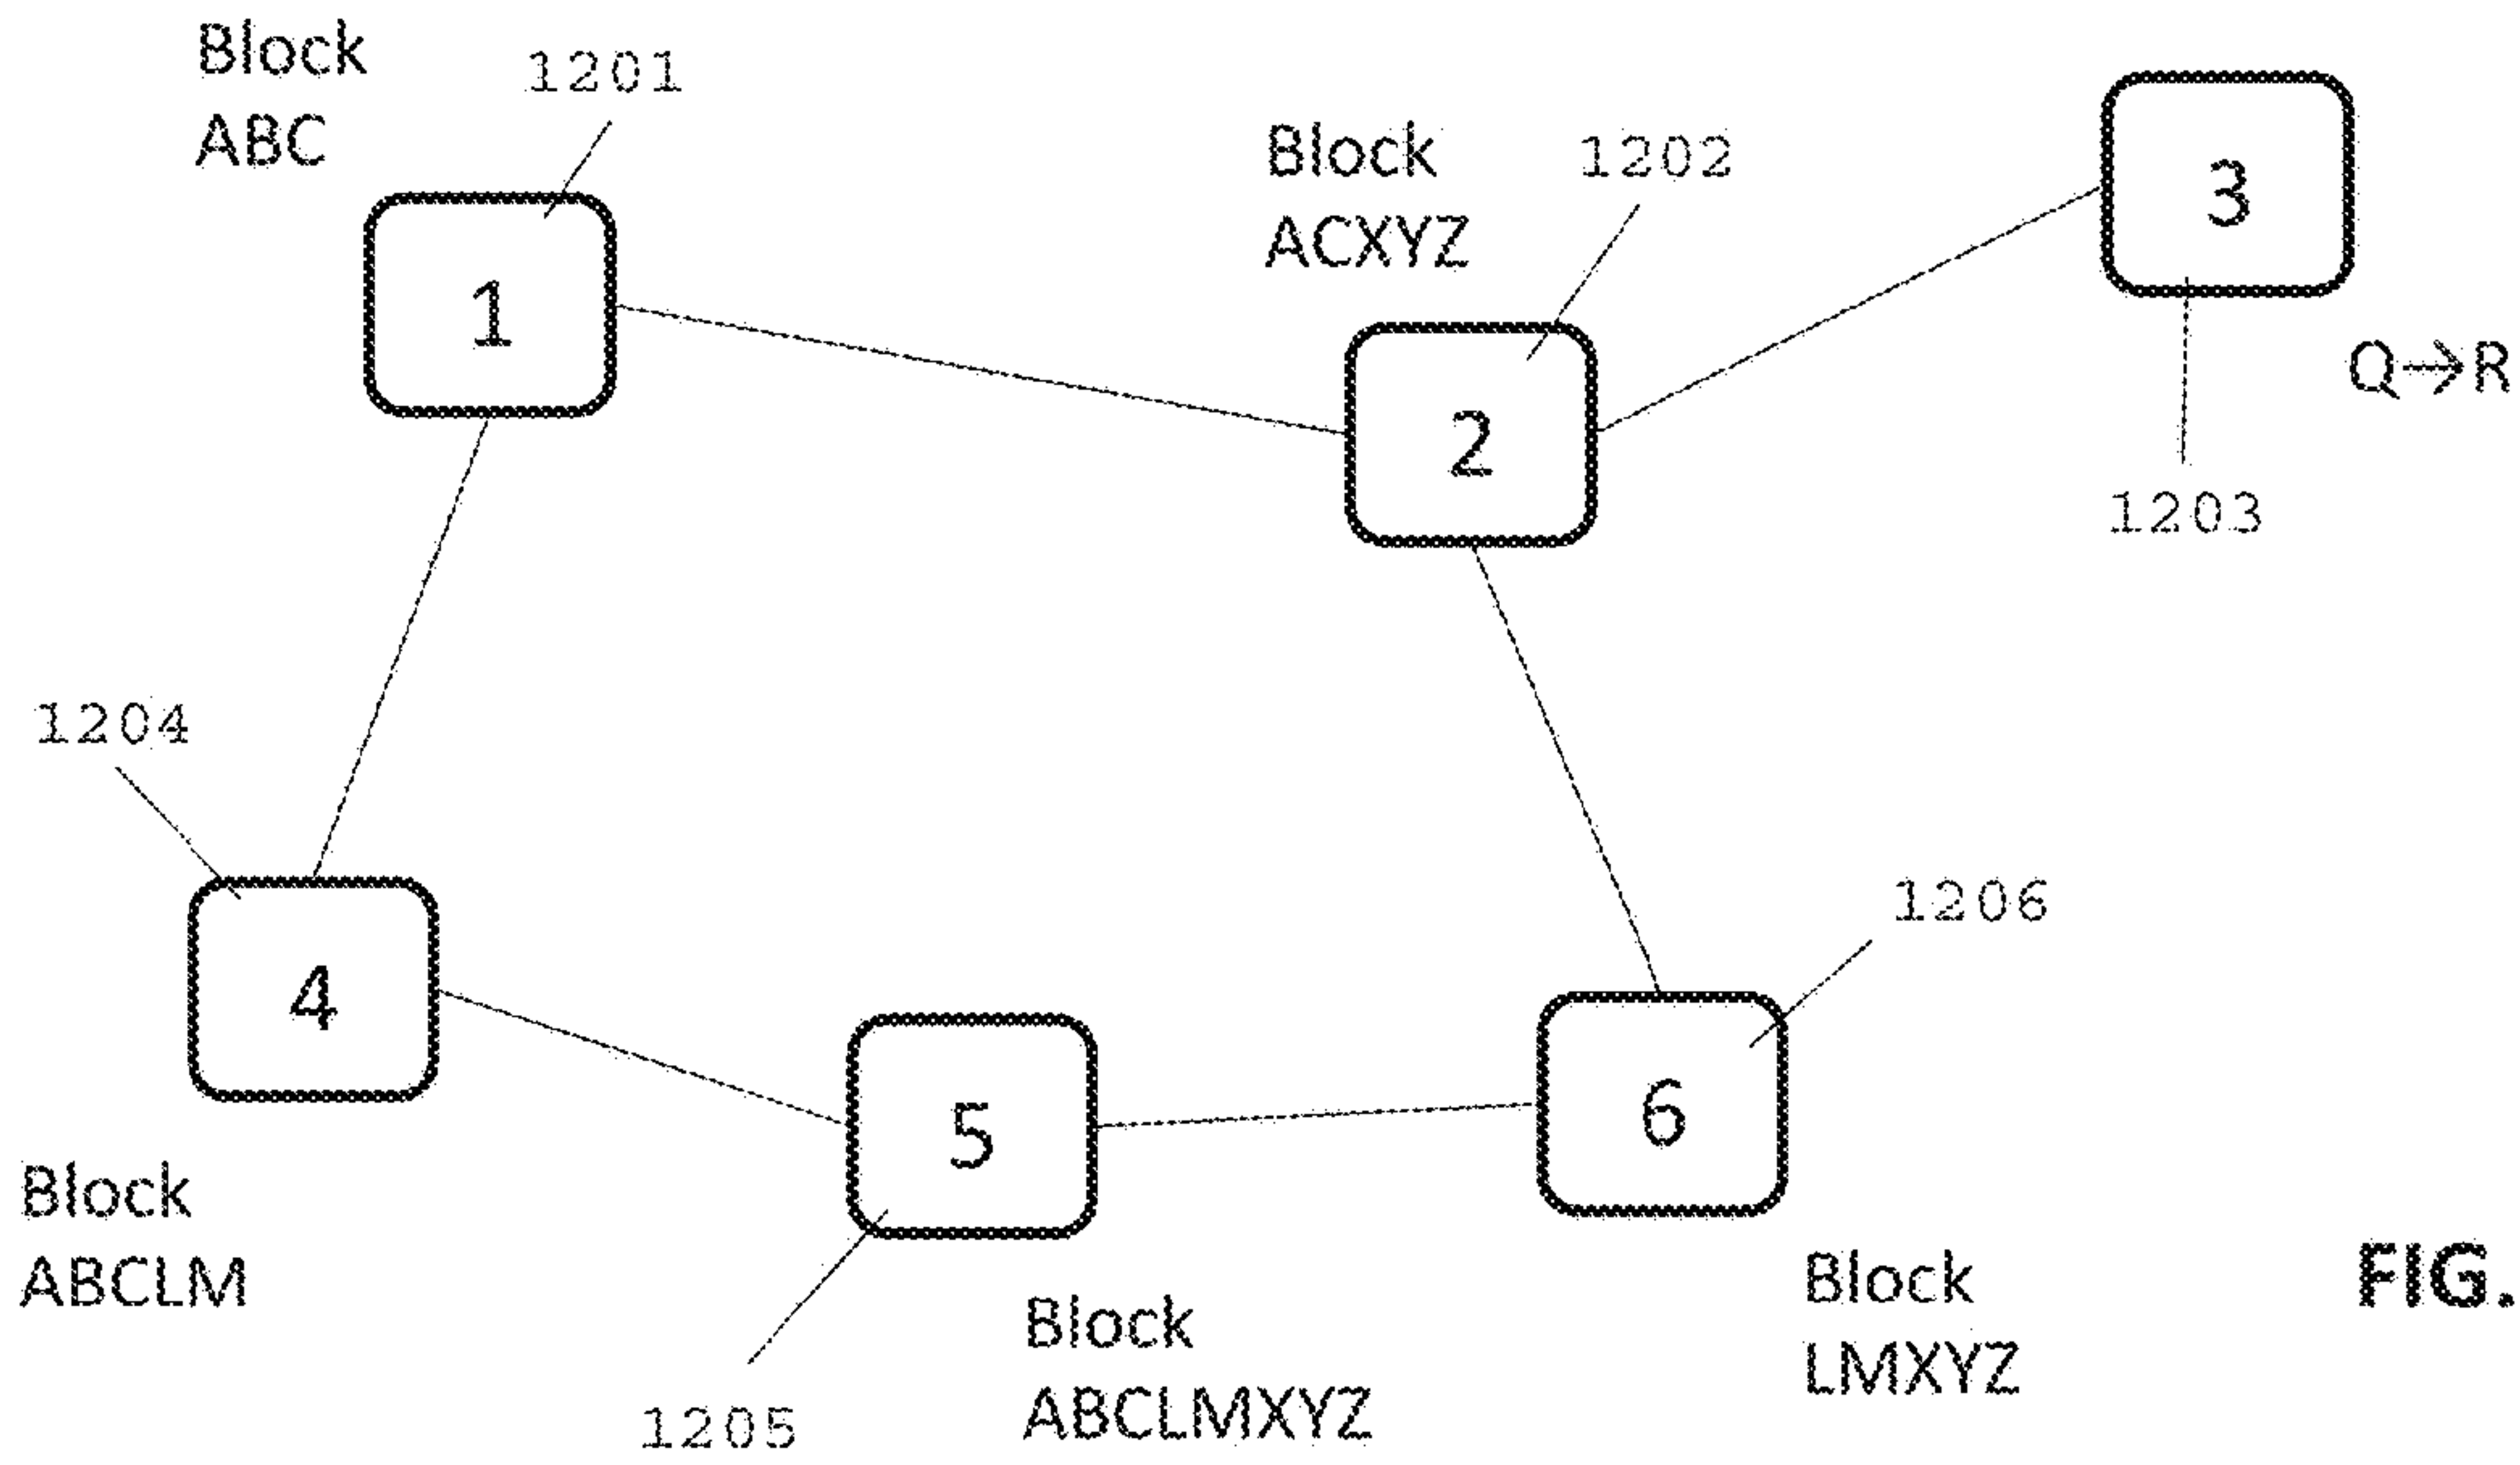 Block
ABC
1201
1
Block
ACXYZ
1202
2
3
Q→R
1203
1204
4
Block
ABCLM
5
1205
Block
ABCLMXYZ
1206
6
Block
LMXYZ
FIG.